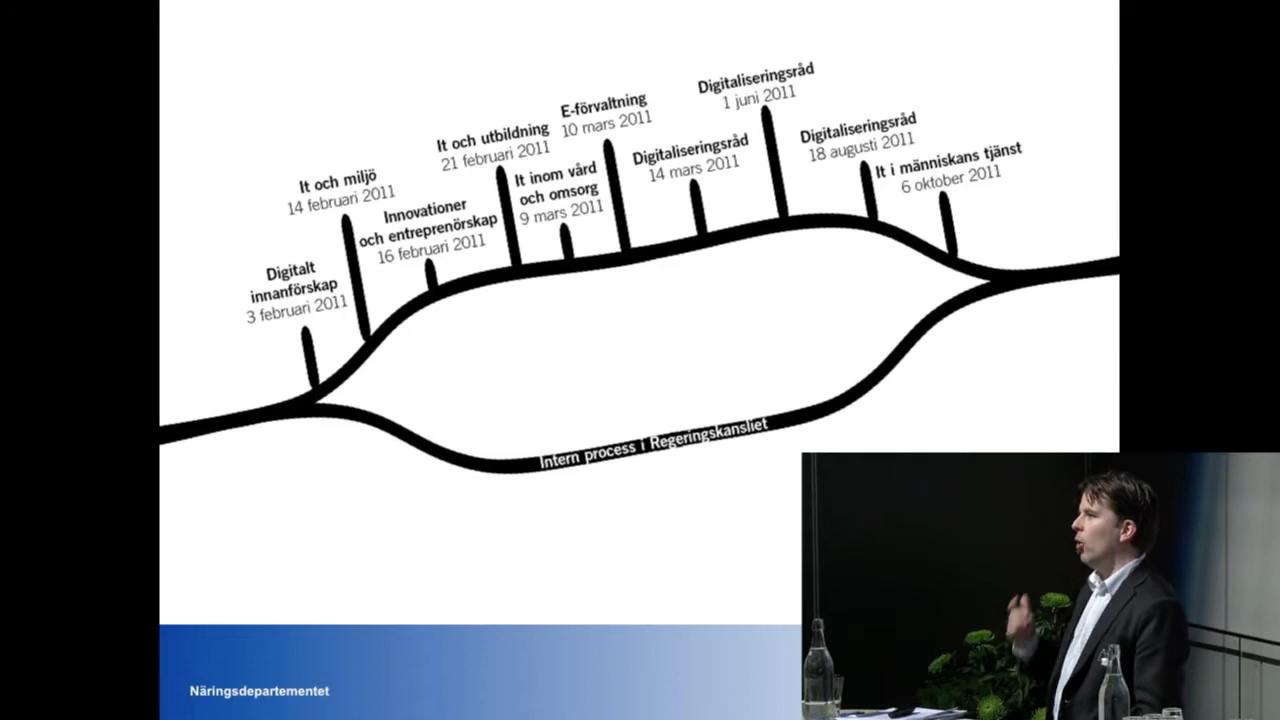 Digitalt
innanförskap
3 februari 2011
It och miljö
14 februari 2011
Innovationer
och entreprenörskap
16 februari 2011
It och utbildning
21 februari 2011
It inom vård
och omsorg
9 mars 2011
E-förvaltning
10 mars 2011
Digitaliseringsråd
14 mars 2011
Digitaliseringsråd
1 juni 2011
Digitaliseringsråd
18 augusti 2011
It i människans tjänst
6 oktober 2011
Intern process i Regeringskansliet
Näringsdepartementet